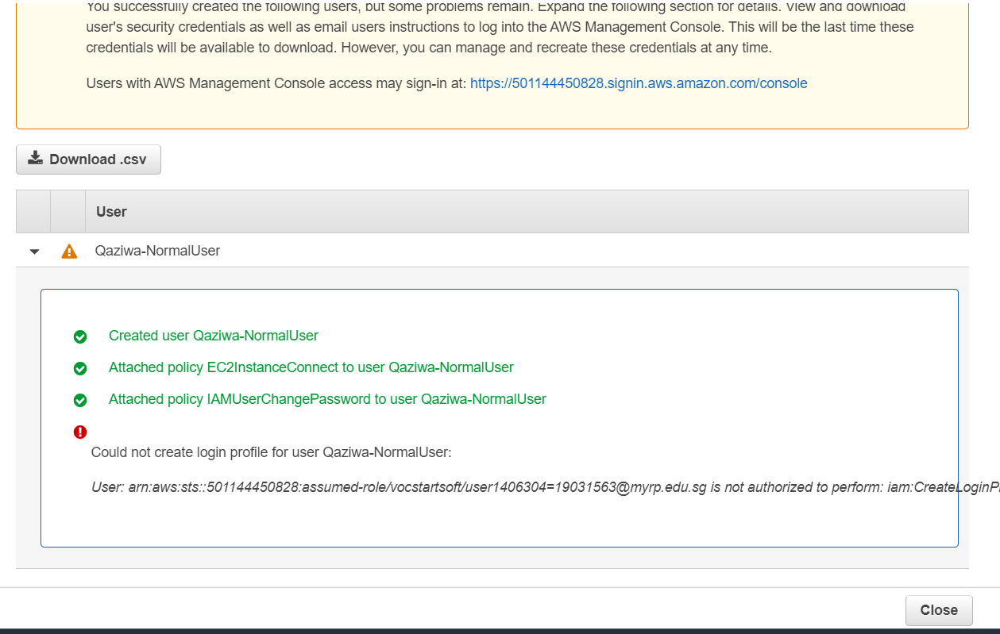 You successfully created the following users, but some problems remain. Expand the following section for details. View and download
user's security credentials as well as email users instructions to log into the AWS Management Console. This will be the last time these
credentials will be available to download. However, you can manage and recreate these credentials at any time.
Users with AWS Management Console access may sign-in at: https://501144450828.signin.aws.amazon.com/console
Download .csv
User
Qaziwa-NormalUser
Created user Qaziwa-NormalUser
Attached policy EC2InstanceConnect to user Qaziwa-NormalUser
Attached policy IAMUserChangePassword to user Qaziwa-NormalUser
Could not create login profile for user Qaziwa-NormalUser:
User: arn:aws:sts::501144450828:assumed-role/vocstartsoft/user1406304=19031563@myrp.edu.sg is not authorized to perform: iam:CreateLoginP
Close